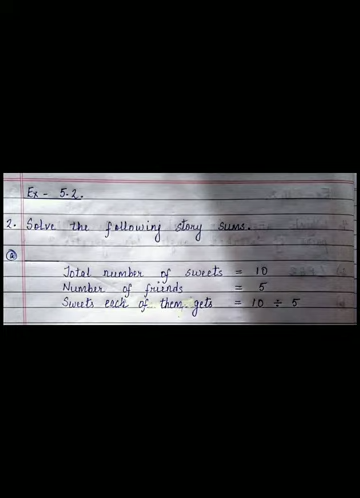 Ex - 5.2.
2. Solve the following story sums.
(a)
Total number of sweets = 10
Number of friends = 5
Sweets each of them gets = 10 ÷ 5